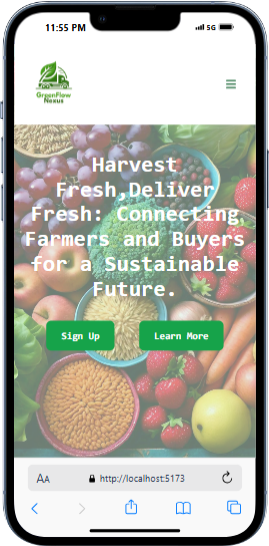 11:55 PM
5G
GreenFlow
Nexus
Harvest
Fresh,Deliver
Fresh: Connecting
Farmers and Buyers
for a Sustainable
Future.
Sign Up
Learn More
AA
http://localhost:5173